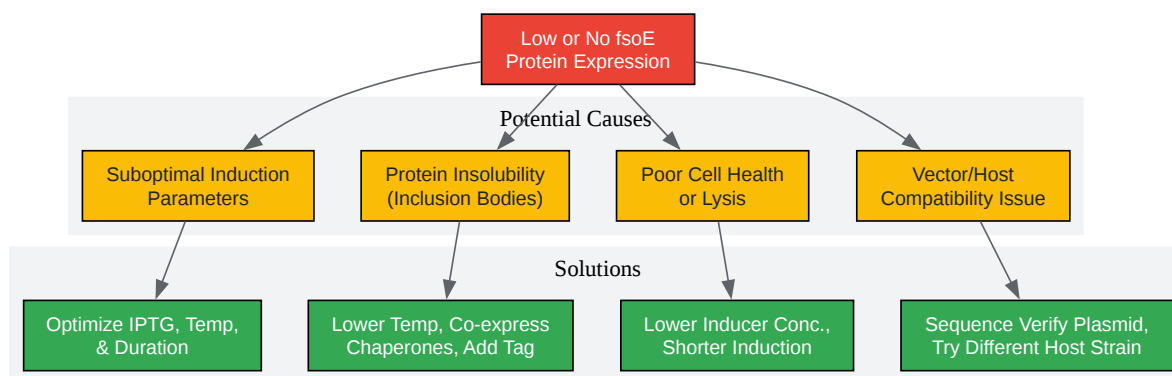 Low or No fsoE
Protein Expression
Potential Causes
Suboptimal Induction
Parameters
Protein Insolubility
(Inclusion Bodies)
Poor Cell Health
or Lysis
Vector/Host
Compatibility Issue
Solutions
Optimize IPTG, Temp,
& Duration
Lower Temp, Co-express
Chaperones, Add Tag
Lower Inducer Conc.,
Shorter Induction
Sequence Verify Plasmid,
Try Different Host Strain